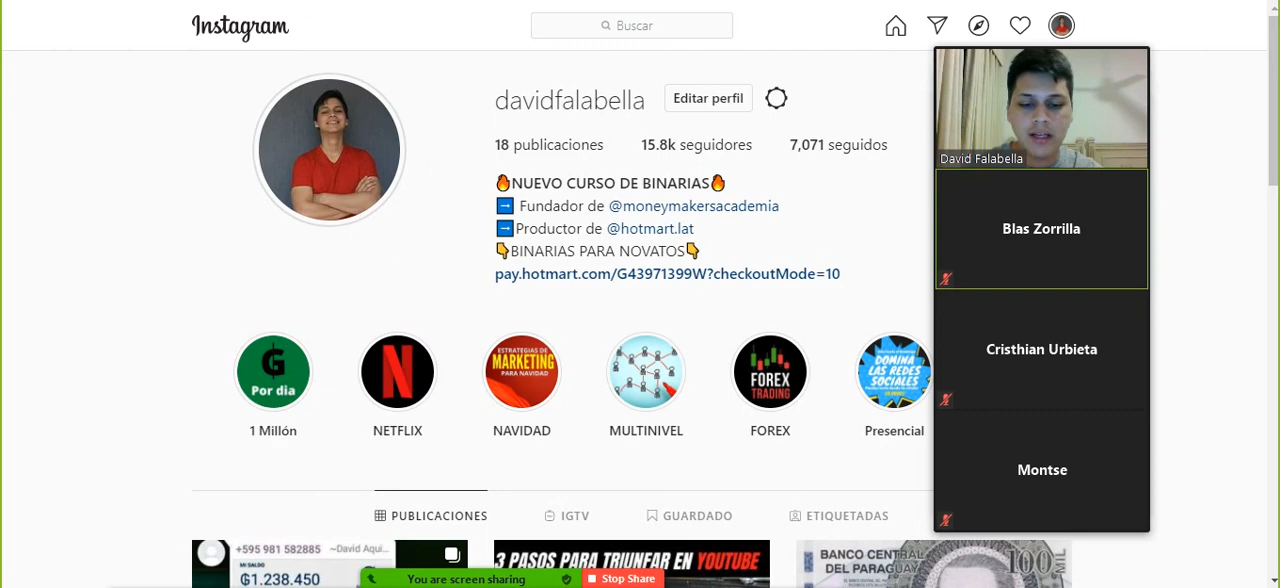 Instagram
Buscar
davidfalabella
Editar perfil
18 publicaciones 15.8k seguidores 7,071 seguidos
🔥NUEVO CURSO DE BINARIAS🔥
➡️ Fundador de @moneymakersacademia
➡️Productor de @hotmart.lat
👇BINARIAS PARA NOVATOS👇
pay.hotmart.com/G43971399W?checkoutMode=10
David Falabella
Blas Zorrilla
Cristhian Urbieta
Montse
G
Por dia
N
ESTRATEGIAS DE
MARKETING
PARA NAVIDAD
FOREX
TRADING
DOMINA
LAS REDES
SOCIALES
1 Millón
NETFLIX
NAVIDAD
MULTINIVEL
FOREX
Presencial
PUBLICACIONES
IGTV
GUARDADO
ETIQUETADAS
+595 981 582885 ~David Aqui...
MI SALDO
₲1.238.450
3 PASOS PARA TRIUNFAR EN YOUTUBE
BANCO CENTRAL
DEL PARAGUAY
100
MIL
You are screen sharing
Stop Share